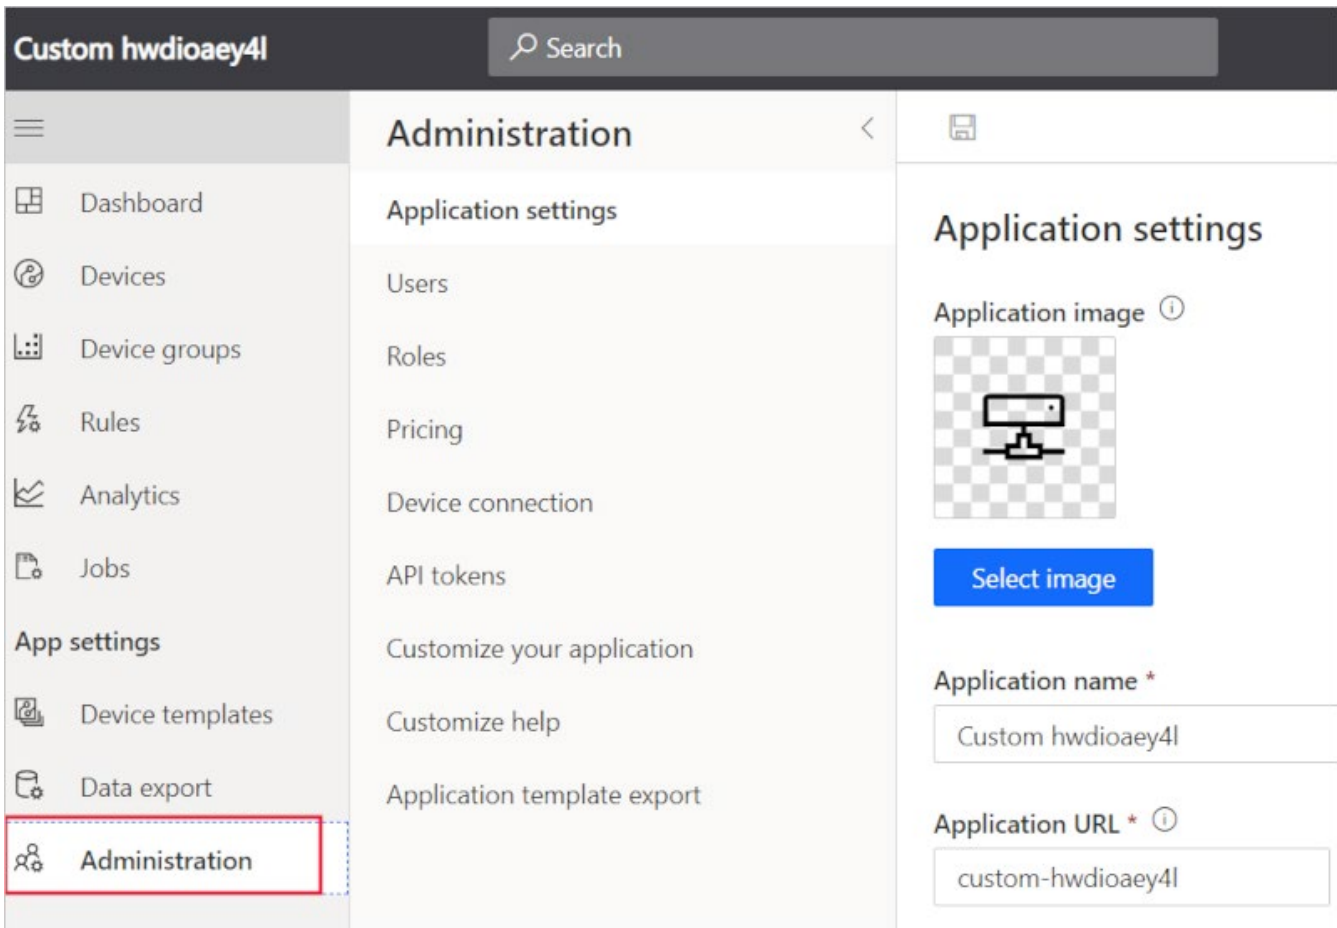 Custom hwdioaey4l
Search
Dashboard
Devices
Device groups
Rules
Analytics
Jobs
App settings
Device templates
Data export
Administration
Administration
Application settings
Users
Roles
Pricing
Device connection
API tokens
Customize your application
Customize help
Application template export
Application settings
Application image
Select image
Application name *
Custom hwdioaey4l
Application URL *
custom-hwdioaey4l